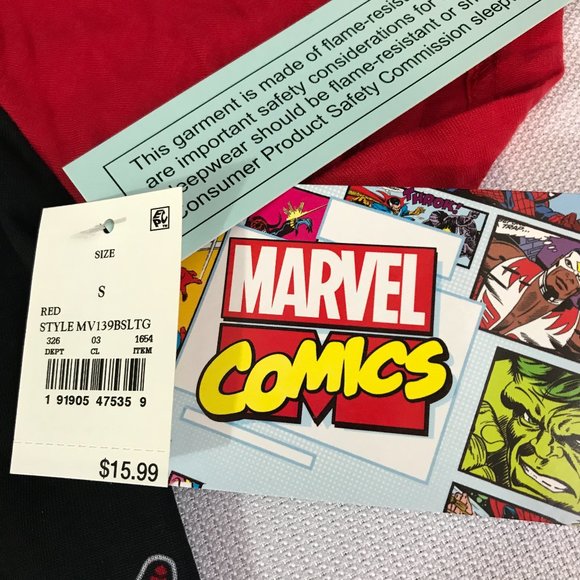 This garment is made of flame-resis
are important safety considerations for
leepwear should be flame-resistant or sn
Consumer Product Safety Commission sleep
SIZE
S
RED
STYLE MV139BSLTG
326 03 1654
DEPT CL ITEM
1 91905 47535 9
$15.99
MARVEL
COMICS
THROK!